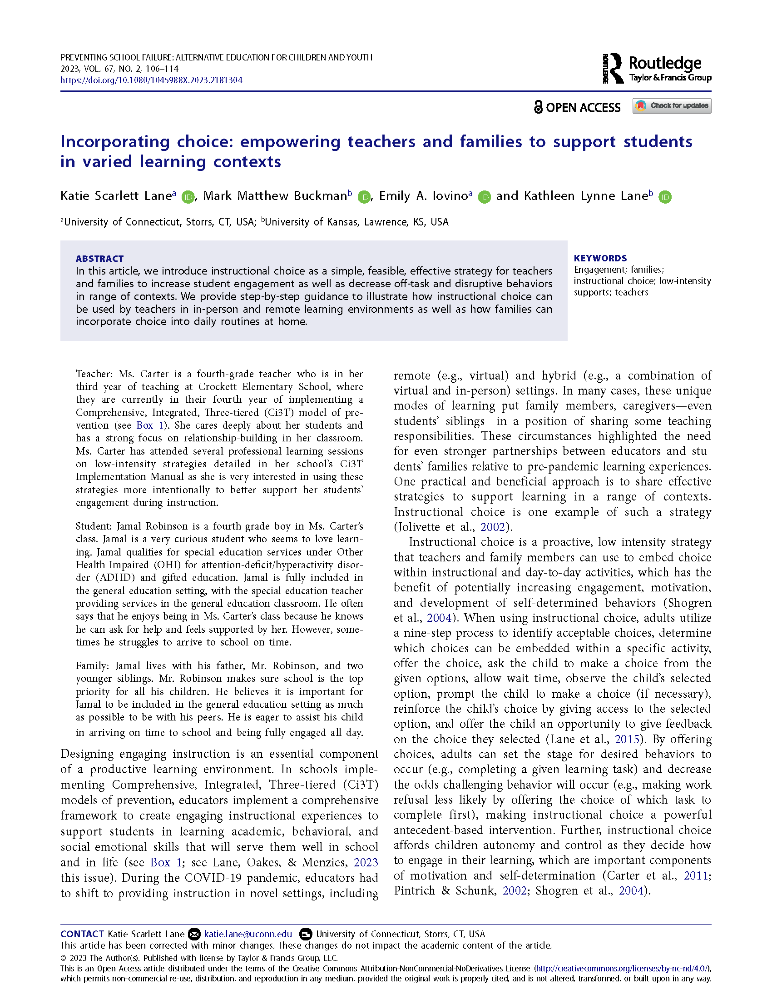 PREVENTING SCHOOL FAILURE: ALTERNATIVE EDUCATION FOR CHILDREN AND YOUTH
2023, VOL. 67, NO. 2, 106–114
https://doi.org/10.1080/1045988X.2023.2181304
ROUTLEDGE
Routledge
Taylor & Francis Group
OPEN ACCESS
Check for updates
Incorporating choice: empowering teachers and families to support students
in varied learning contexts
Katie Scarlett Laneᵃ iD, Mark Matthew Buckmanᵇ iD, Emily A. Iovinoᵃ iD and Kathleen Lynne Laneᵇ iD
ᵃUniversity of Connecticut, Storrs, CT, USA; ᵇUniversity of Kansas, Lawrence, KS, USA
ABSTRACT
In this article, we introduce instructional choice as a simple, feasible, effective strategy for teachers
and families to increase student engagement as well as decrease off-task and disruptive behaviors
in range of contexts. We provide step-by-step guidance to illustrate how instructional choice can
be used by teachers in in-person and remote learning environments as well as how families can
incorporate choice into daily routines at home.
KEYWORDS
Engagement; families;
instructional choice; low-intensity
supports; teachers
Teacher: Ms. Carter is a fourth-grade teacher who is in her
third year of teaching at Crockett Elementary School, where
they are currently in their fourth year of implementing a
Comprehensive, Integrated, Three-tiered (Ci3T) model of pre-
vention (see Box 1). She cares deeply about her students and
has a strong focus on relationship-building in her classroom.
Ms. Carter has attended several professional learning sessions
on low-intensity strategies detailed in her school's Ci3T
Implementation Manual as she is very interested in using these
strategies more intentionally to better support her students'
engagement during instruction.
Student: Jamal Robinson is a fourth-grade boy in Ms. Carter's
class. Jamal is a very curious student who seems to love learn-
ing. Jamal qualifies for special education services under Other
Health Impaired (OHI) for attention-deficit/hyperactivity disor-
der (ADHD) and gifted education. Jamal is fully included in
the general education setting, with the special education teacher
providing services in the general education classroom. He often
says that he enjoys being in Ms. Carter's class because he knows
he can ask for help and feels supported by her. However, some-
times he struggles to arrive to school on time.
Family: Jamal lives with his father, Mr. Robinson, and two
younger siblings. Mr. Robinson makes sure school is the top
priority for all his children. He believes it is important for
Jamal to be included in the general education setting as much
as possible to be with his peers. He is eager to assist his child
in arriving on time to school and being fully engaged all day.
Designing engaging instruction is an essential component
of a productive learning environment. In schools imple-
menting Comprehensive, Integrated, Three-tiered (Ci3T)
models of prevention, educators implement a comprehensive
framework to create engaging instructional experiences to
support students in learning academic, behavioral, and
social-emotional skills that will serve them well in school
and in life (see Box 1; see Lane, Oakes, & Menzies, 2023
this issue). During the COVID-19 pandemic, educators had
to shift to providing instruction in novel settings, including
remote (e.g., virtual) and hybrid (e.g., a combination of
virtual and in-person) settings. In many cases, these unique
modes of learning put family members, caregivers—even
students' siblings—in a position of sharing some teaching
responsibilities. These circumstances highlighted the need
for even stronger partnerships between educators and stu-
dents' families relative to pre-pandemic learning experiences.
One practical and beneficial approach is to share effective
strategies to support learning in a range of contexts.
Instructional choice is one example of such a strategy
(Jolivette et al., 2002).
Instructional choice is a proactive, low-intensity strategy
that teachers and family members can use to embed choice
within instructional and day-to-day activities, which has the
benefit of potentially increasing engagement, motivation,
and development of self-determined behaviors (Shogren
et al., 2004). When using instructional choice, adults utilize
a nine-step process to identify acceptable choices, determine
which choices can be embedded within a specific activity,
offer the choice, ask the child to make a choice from the
given options, allow wait time, observe the child's selected
option, prompt the child to make a choice (if necessary),
reinforce the child's choice by giving access to the selected
option, and offer the child an opportunity to give feedback
on the choice they selected (Lane et al., 2015). By offering
choices, adults can set the stage for desired behaviors to
occur (e.g., completing a given learning task) and decrease
the odds challenging behavior will occur (e.g., making work
refusal less likely by offering the choice of which task to
complete first), making instructional choice a powerful
antecedent-based intervention. Further, instructional choice
affords children autonomy and control as they decide how
to engage in their learning, which are important components
of motivation and self-determination (Carter et al., 2011;
Pintrich & Schunk, 2002; Shogren et al., 2004).
CONTACT Katie Scarlett Lane katie.lane@uconn.edu University of Connecticut, Storrs, CT, USA
This article has been corrected with minor changes. These changes do not impact the academic content of the article.
© 2023 The Author(s). Published with license by Taylor & Francis Group, LLC.
This is an Open Access article distributed under the terms of the Creative Commons Attribution-NonCommercial-NoDerivatives License (http://creativecommons.org/licenses/by-nc-nd/4.0/),
which permits non-commercial re-use, distribution, and reproduction in any medium, provided the original work is properly cited, and is not altered, transformed, or built upon in any way.